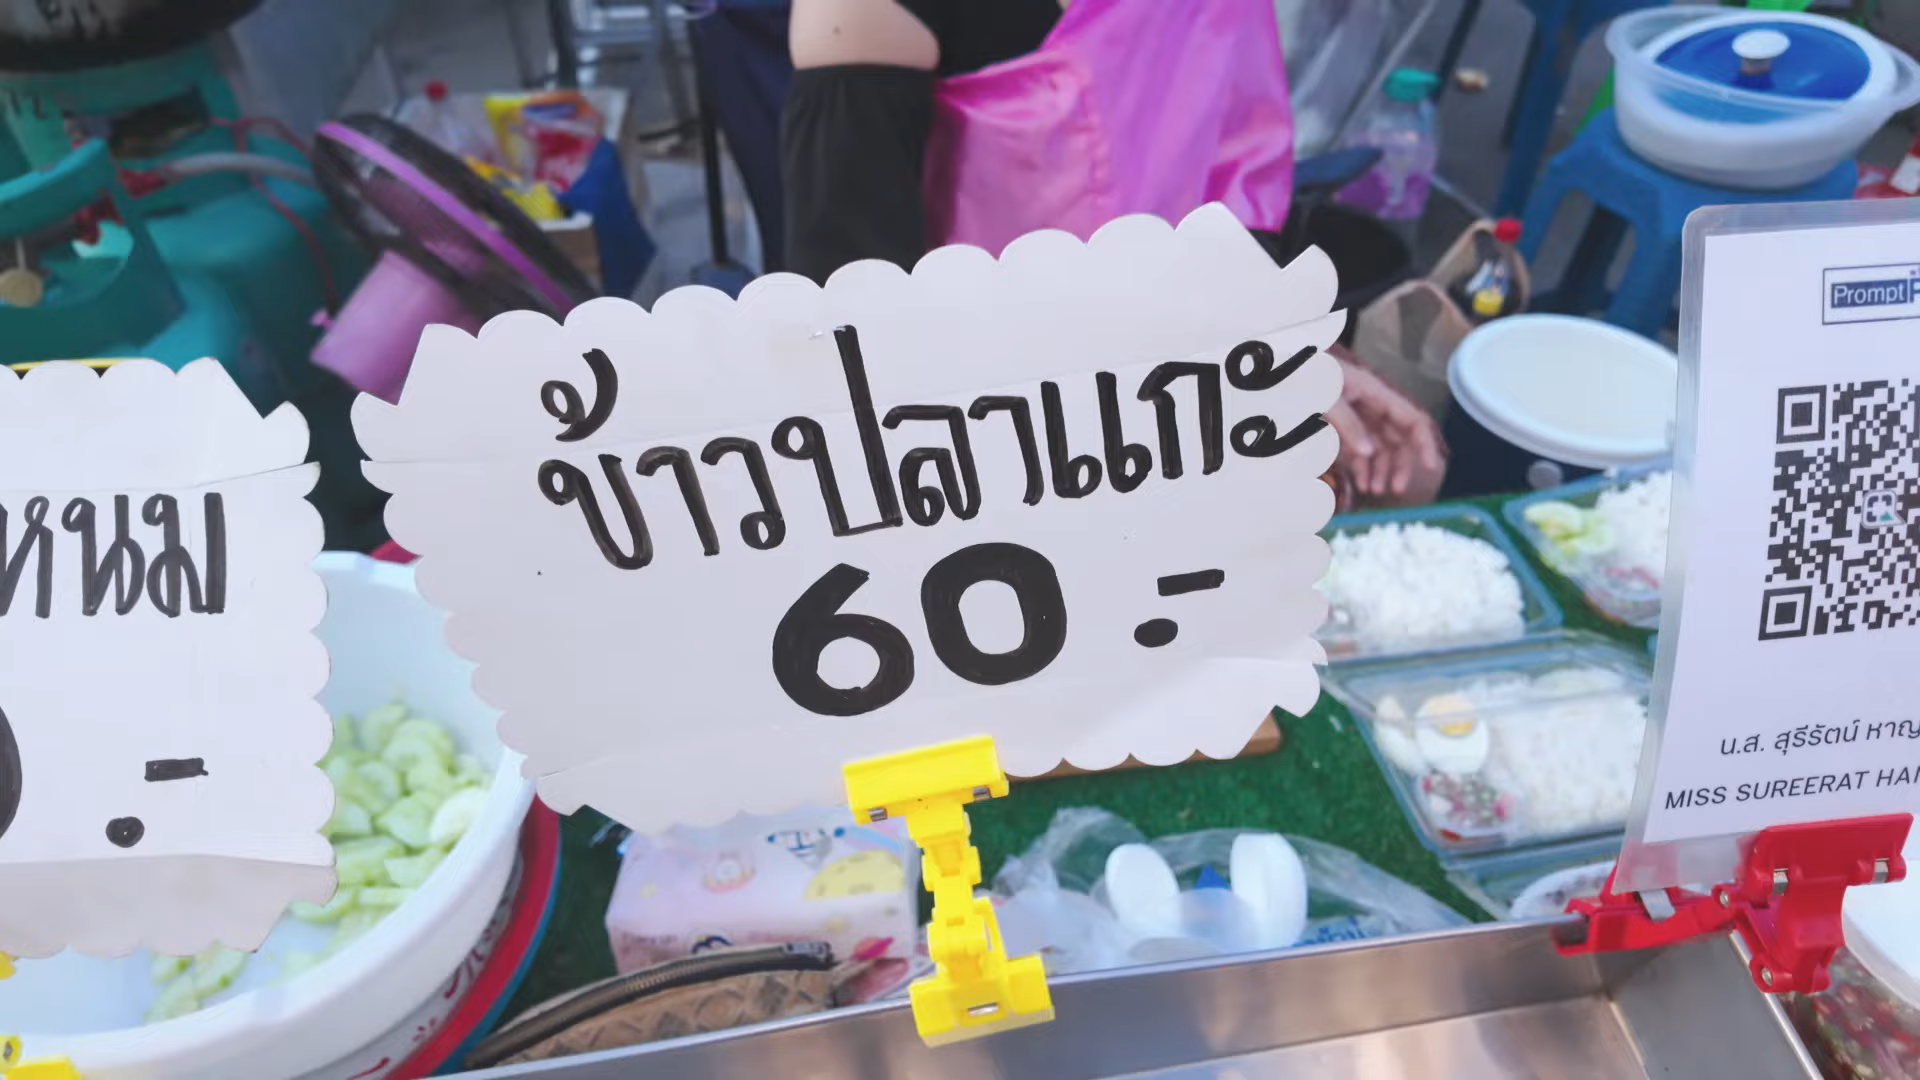 ข้าวปลาแกะ
60.-
หนม
.-
Prompt
น.ส. สุรีรัตน์ หาญ
MISS SUREERAT HAN